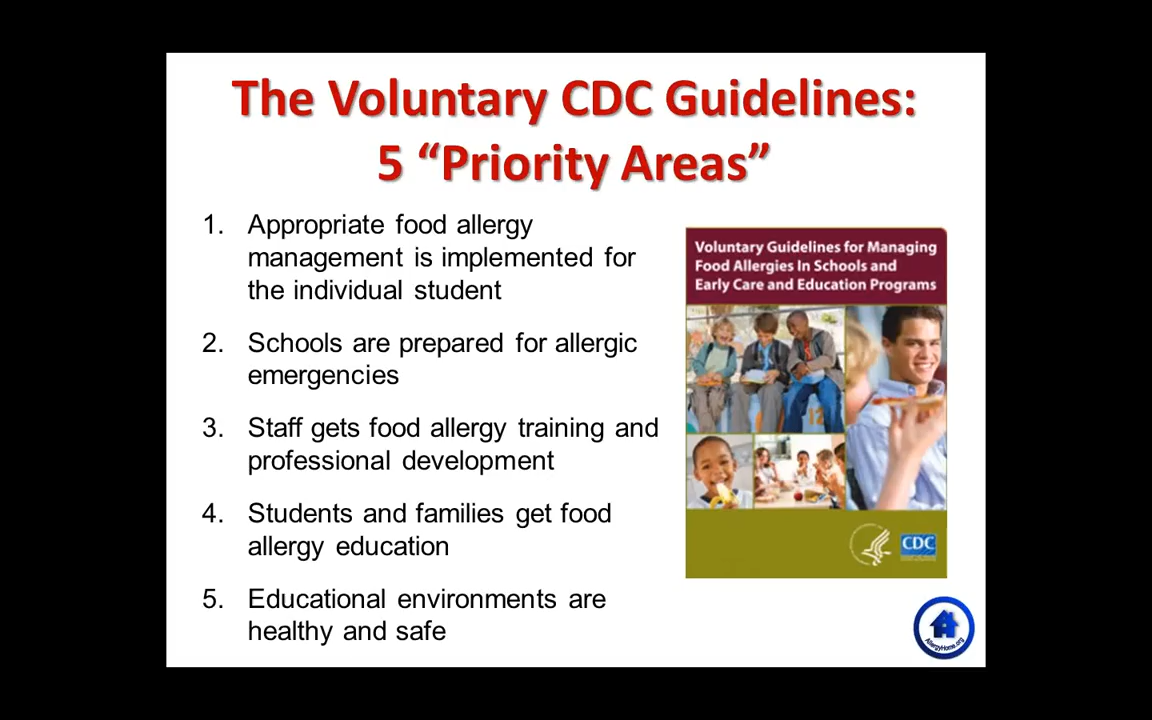 The Voluntary CDC Guidelines:
5 “Priority Areas”
1. Appropriate food allergy
management is implemented for
the individual student
2. Schools are prepared for allergic
emergencies
3. Staff gets food allergy training and
professional development
4. Students and families get food
allergy education
5. Educational environments are
healthy and safe
Voluntary Guidelines for Managing
Food Allergies In Schools and
Early Care and Education Programs
12
CDC
AllergyHome.org